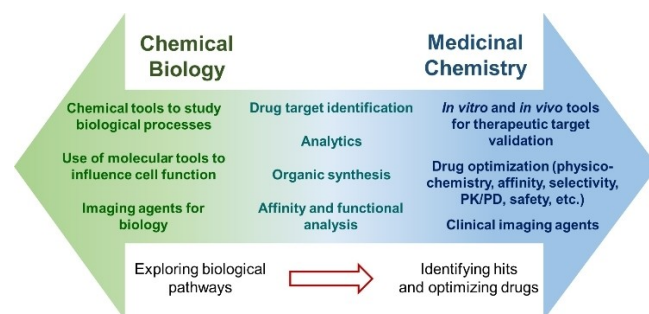 Chemical
Biology
Medicinal
Chemistry
Chemical tools to study
biological processes
Use of molecular tools to
influence cell function
Imaging agents for
biology
Drug target identification
Analytics
Organic synthesis
Affinity and functional
analysis
In vitro and in vivo tools
for therapeutic target
validation
Drug optimization (physico-
chemistry, affinity, selectivity,
PK/PD, safety, etc.)
Clinical imaging agents
Exploring biological
pathways
Identifying hits
and optimizing drugs